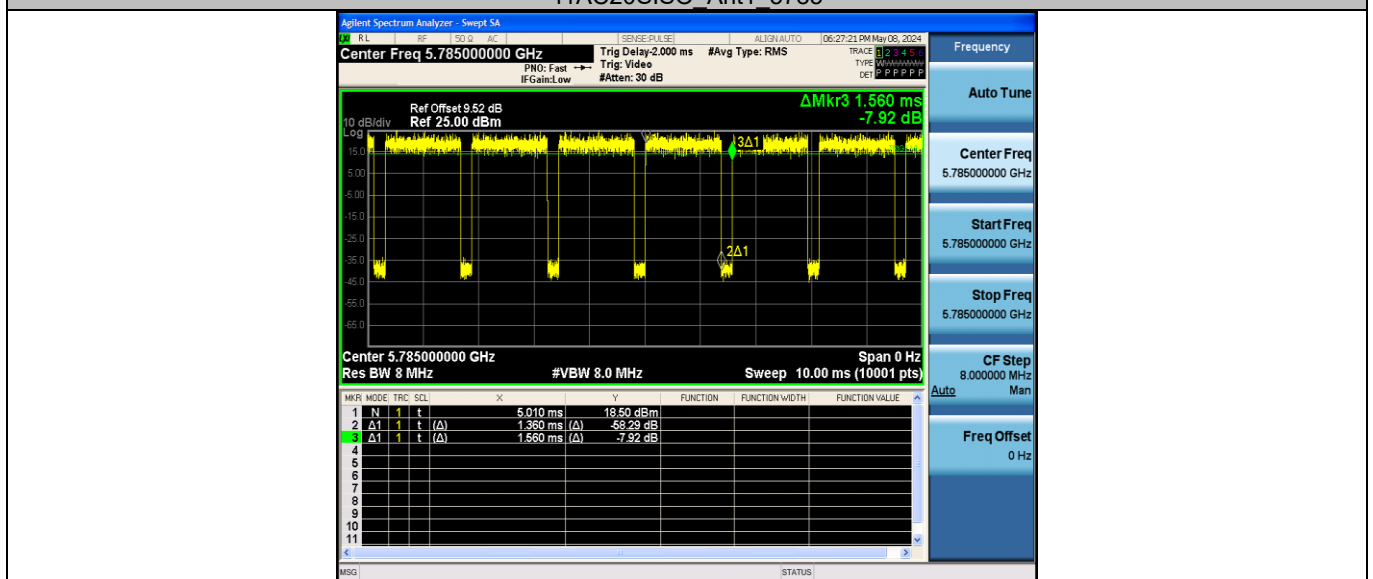 11AC20SISO_Ant1_5785
Agilent Spectrum Analyzer - Swept SA
RL RF 50 Ω AC SENSE:PULSE ALIGN AUTO 06:27:21 PM May 08, 2024
Center Freq 5.785000000 GHz
PNO: Fast
IFGain:Low
Trig Delay-2.000 ms
Trig: Video
#Atten: 30 dB
#Avg Type: RMS
TRACE 1 2 3 4 5 6
TYPE
DET P P P P P P
Frequency
Auto Tune
Center Freq
5.785000000 GHz
Start Freq
5.785000000 GHz
Stop Freq
5.785000000 GHz
CF Step
8.000000 MHz
Auto Man
Freq Offset
0 Hz
ΔMkr3 1.560 ms
-7.92 dB
Ref Offset 9.52 dB
10 dB/div Ref 25.00 dBm
Log
15.0
5.00
-5.00
-15.0
-25.0
-35.0
-45.0
-55.0
-65.0
3Δ1
2Δ1
Center 5.785000000 GHz Span 0 Hz
Res BW 8 MHz #VBW 8.0 MHz Sweep 10.00 ms (10001 pts)
MKR MODE TRC SCL X Y FUNCTION FUNCTION WIDTH FUNCTION VALUE
1 N 1 t 5.010 ms 18.50 dBm
2 Δ1 1 t (Δ) 1.360 ms (Δ) -58.29 dB
3 Δ1 1 t (Δ) 1.560 ms (Δ) -7.92 dB
4
5
6
7
8
9
10
11
MSG STATUS